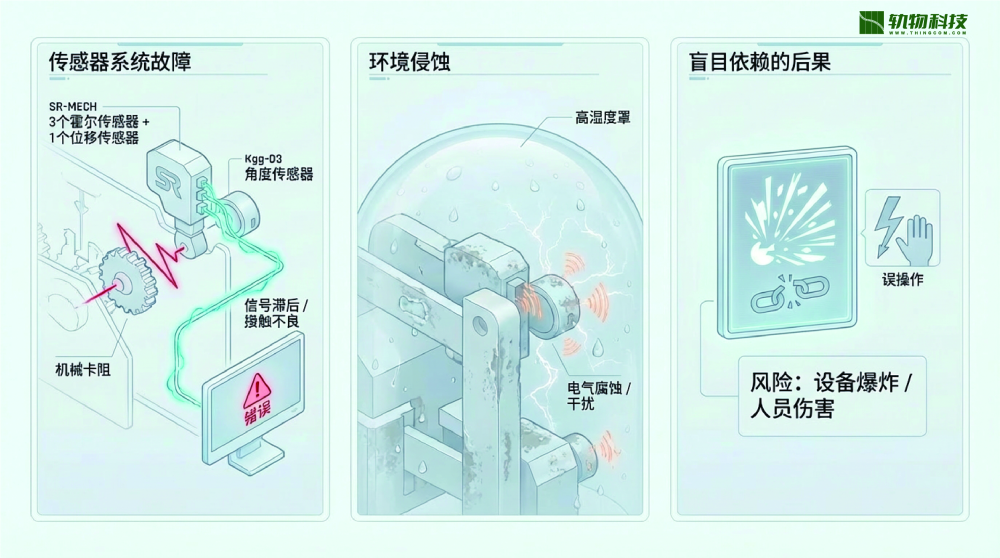 轨物科技
WWW.THINGCOM.COM
传感器系统故障
SR-MECH
3个霍尔传感器 +
1个位移传感器
SR
Kgg-D3
角度传感器
信号滞后 /
接触不良
机械卡阻
错误
环境侵蚀
高湿度罩
电气腐蚀 /
干扰
盲目依赖的后果
误操作
风险：设备爆炸 /
人员伤害